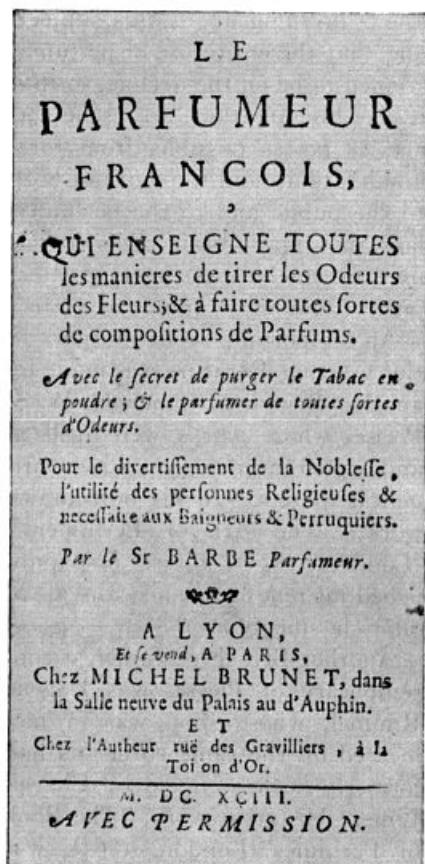 LE
PARFUMEUR
FRANCOIS,
QUI ENSEIGNE TOUTES
les manieres de tirer les Odeurs
des Fleurs; & à faire toutes ſortes
de compoſitions de Parfums.
Avec le ſecret de purger le Tabac en
poudre; & le parfumer de toutes ſortes
d'Odeurs.
Pour le divertiſſement de la Nobleſſe,
l'utilité des perſonnes Religieuſes &
neceſſaire aux Baigneurs & Perruquiers.
Par le Sr BARBE Parfumeur.
A LYON,
Et ſe vend, A PARIS,
Chez MICHEL BRUNET, dans
la Salle neuve du Palais au d'Auphin.
ET
Chez l'Autheur ruë des Gravilliers, à la
Toi on d'Or.
M. DC. XCIII.
AVEC PERMISSION.